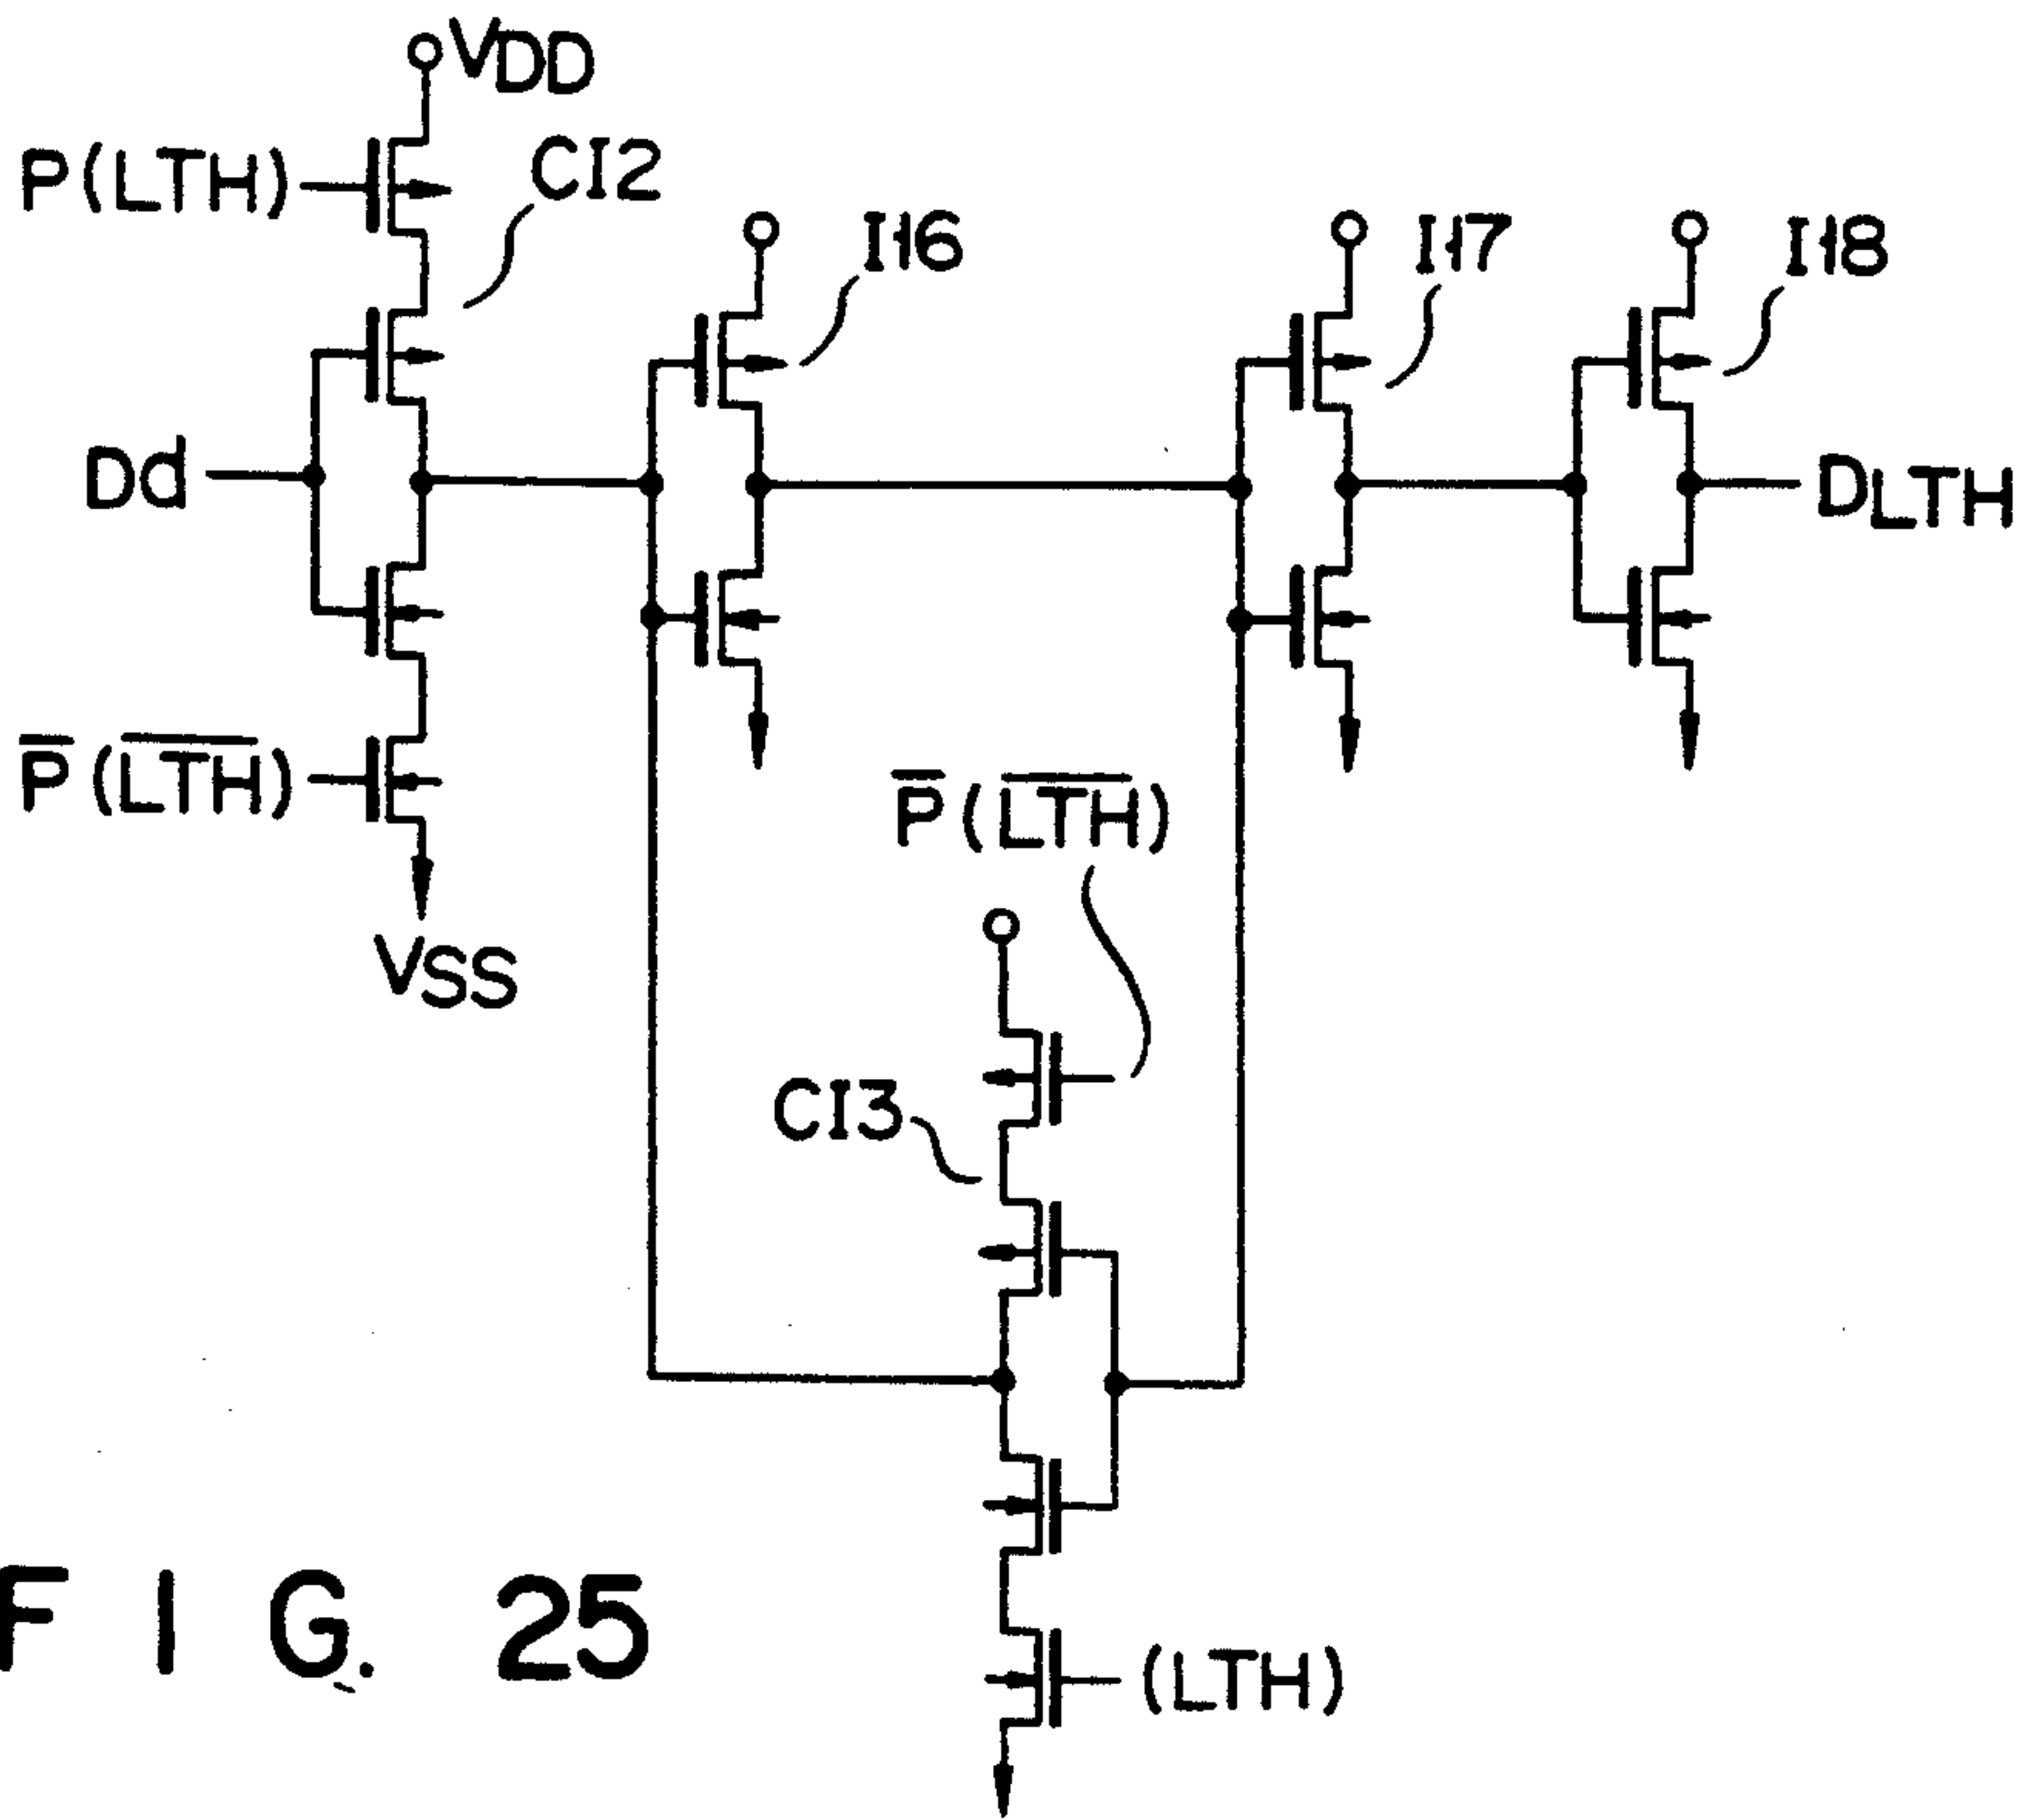 VDD
P(LTH)
CI2
I16
I17
I18
Dd
DLTH
P̅(L̅T̅H̅)
VSS
P̅(L̅T̅H̅)
CI3
(LTH)
FIG. 25